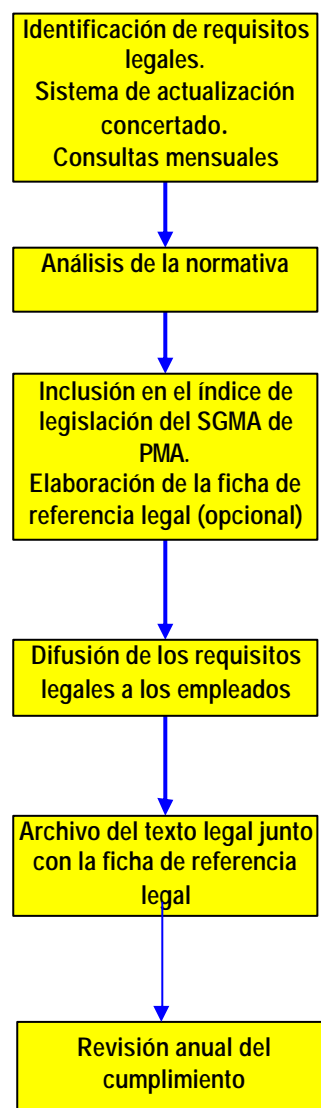 Identificación de requisitos
legales.
Sistema de actualización
concertado.
Consultas mensuales
Análisis de la normativa
Inclusión en el índice de
legislación del SGMA de
PMA.
Elaboración de la ficha de
referencia legal (opcional)
Difusión de los requisitos
legales a los empleados
Archivo del texto legal junto
con la ficha de referencia
legal
Revisión anual del
cumplimiento